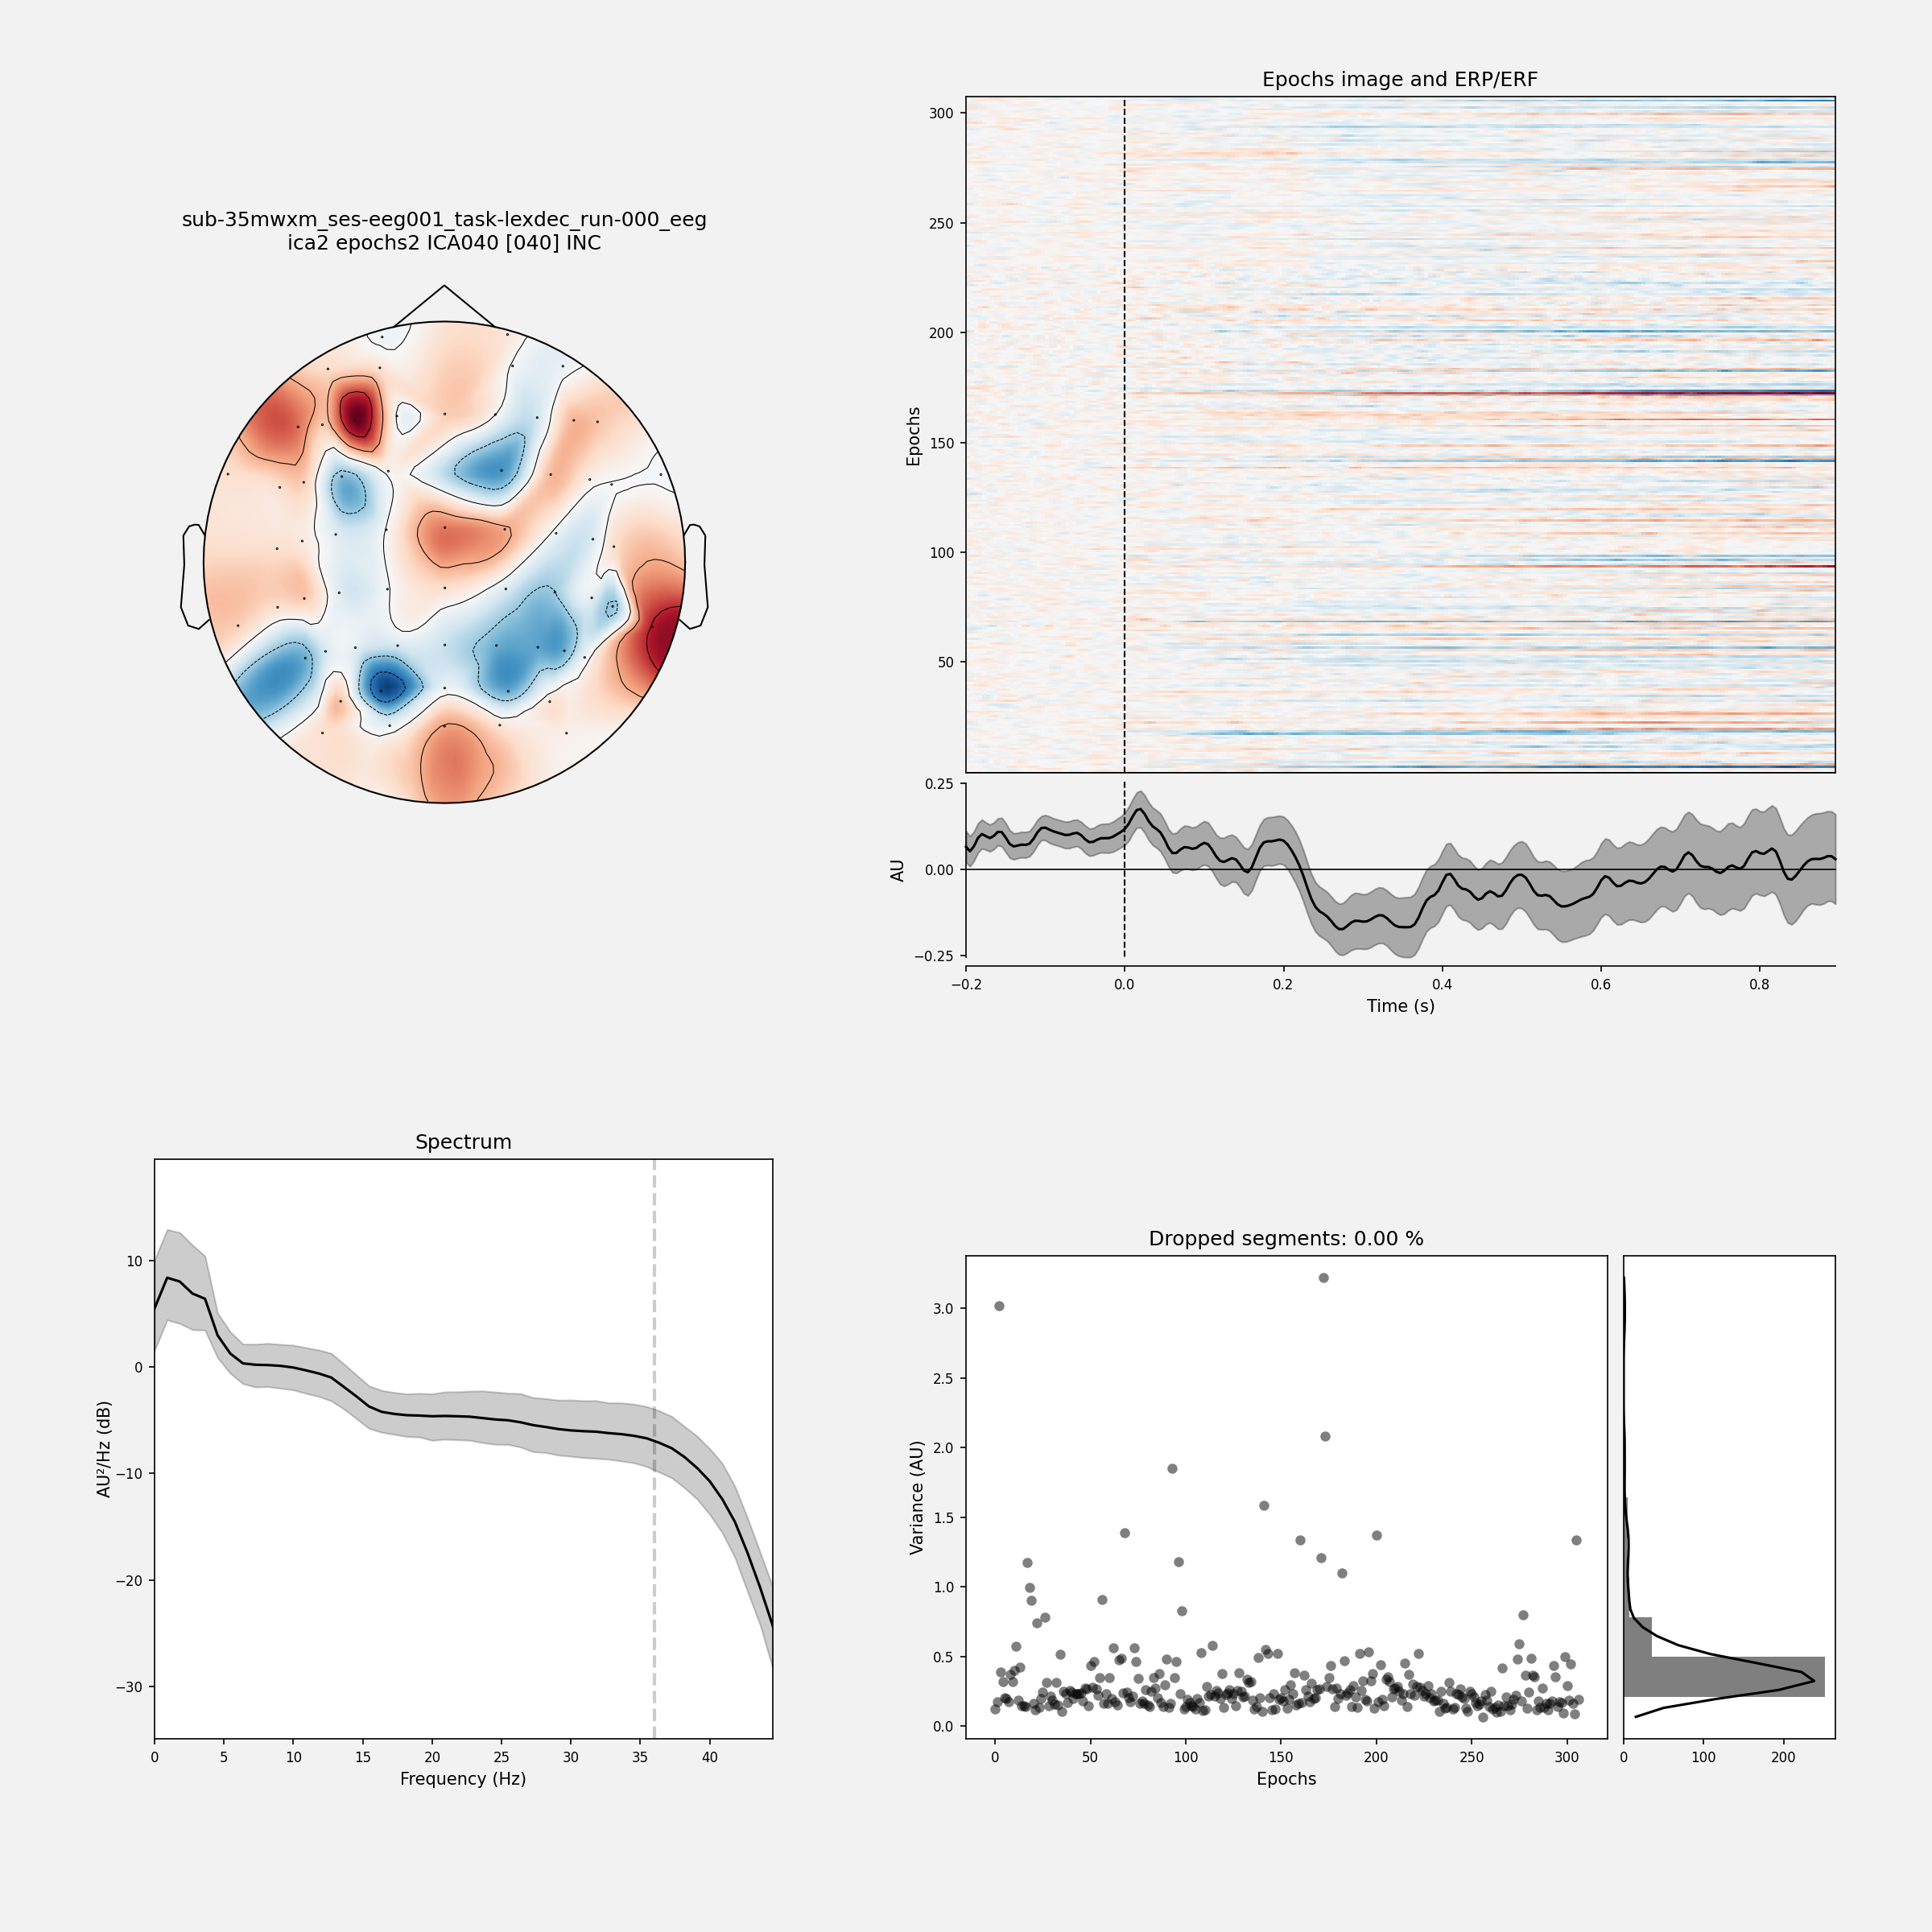 sub-35mwxm_ses-eeg001_task-lexdec_run-000_eeg
ica2 epochs2 ICA040 [040] INC
Epochs image and ERP/ERF
300
250
200
150
100
50
Epochs
0.25
0.00
−0.25
AU
−0.2 0.0 0.2 0.4 0.6 0.8
Time (s)
Spectrum
10
0
−10
−20
−30
AU²/Hz (dB)
0 5 10 15 20 25 30 35 40
Frequency (Hz)
Dropped segments: 0.00 %
3.0
2.5
2.0
1.5
1.0
0.5
0.0
Variance (AU)
0 50 100 150 200 250 300
Epochs
0 100 200